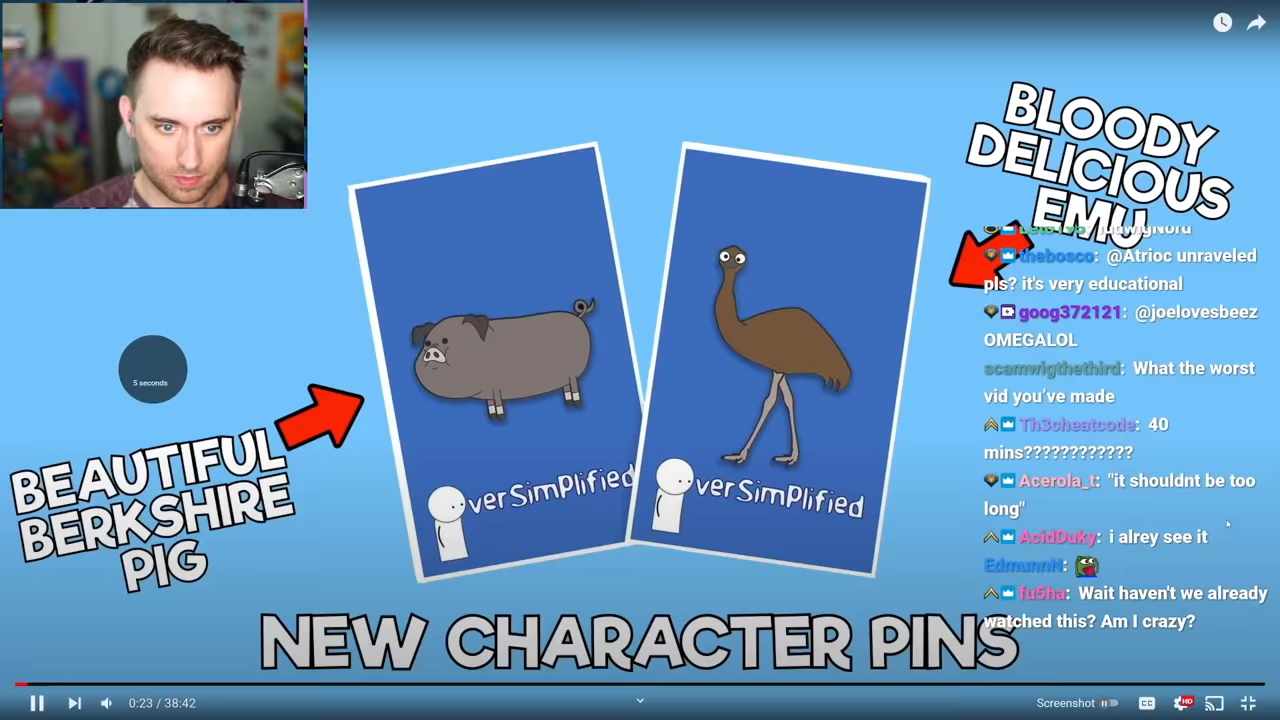 BLOODY
DELICIOUS
EMU
thebosco: @Atrioc unraveled
pls? it's very educational
goog372121: @joelovesbeez
OMEGALOL
scamwigthethird: What the worst
vid you've made
Th3cheatcode: 40
mins????????????
Acerola_t: "it shouldnt be too
long"
AcidDuky: i alrey see it
EdmunnN:
fu5ha: Wait haven't we already
watched this? Am I crazy?
5 seconds
BEAUTIFUL
BERKSHIRE
PIG
verSimplified
verSimplified
NEW CHARACTER PINS
0:23 / 38:42
Screenshot
CC
HD